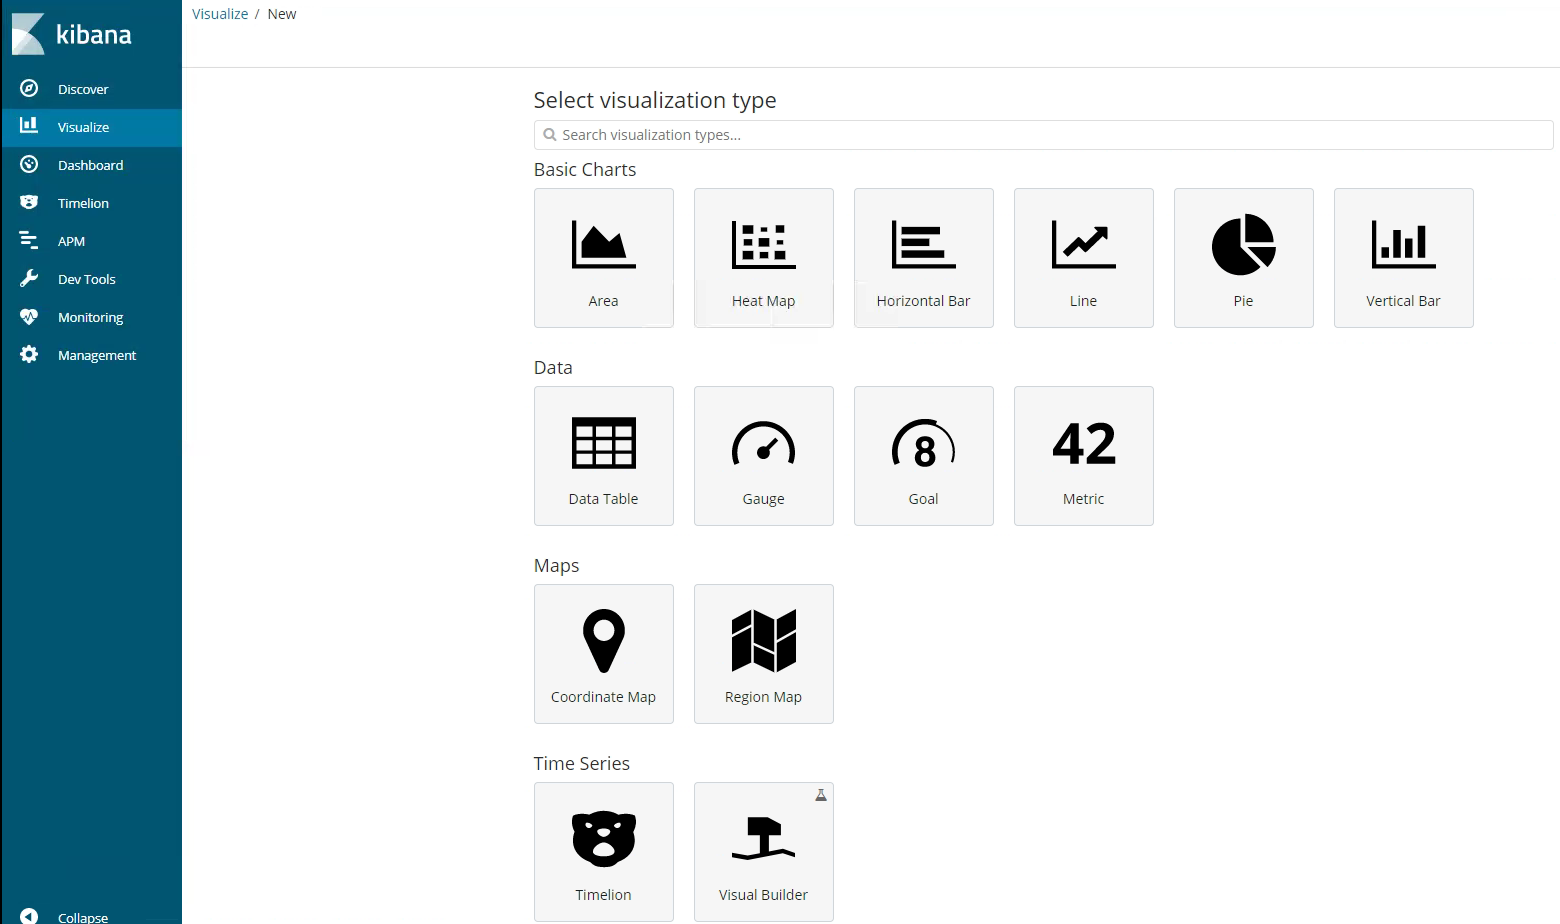 kibana
Discover
Visualize
Dashboard
Timelion
APM
Dev Tools
Monitoring
Management
Collapse
Visualize / New
Select visualization type
Search visualization types...
Basic Charts
Area
Heat Map
Horizontal Bar
Line
Pie
Vertical Bar
Data
Data Table
Gauge
8
Goal
42
Metric
Maps
Coordinate Map
Region Map
Time Series
Timelion
Visual Builder